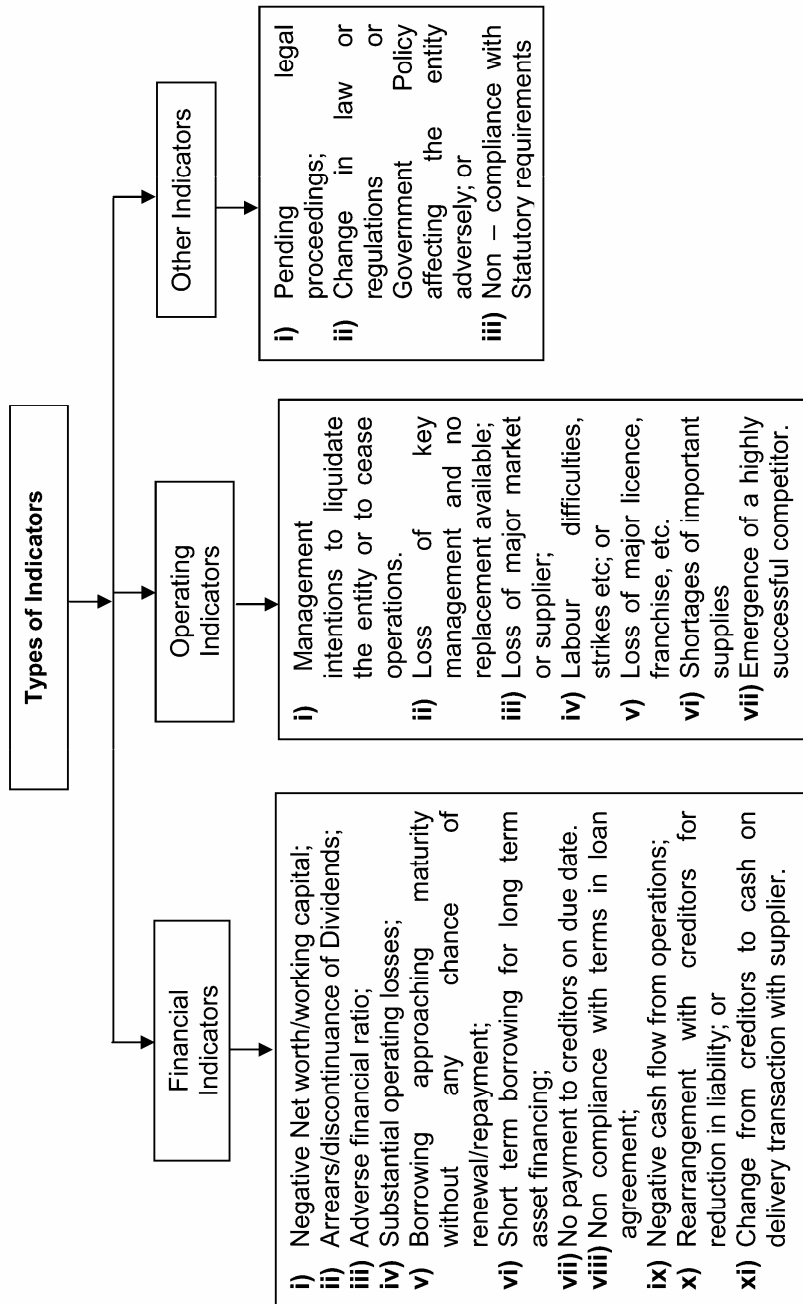 Types of Indicators
Financial
Indicators
i) Negative Net worth/working capital;
ii) Arrears/discontinuance of Dividends;
iii) Adverse financial ratio;
iv) Substantial operating losses;
v) Borrowing approaching maturity
without any chance of
renewal/repayment;
vi) Short term borrowing for long term
asset financing;
vii) No payment to creditors on due date.
viii) Non compliance with terms in loan
agreement;
ix) Negative cash flow from operations;
x) Rearrangement with creditors for
reduction in liability; or
xi) Change from creditors to cash on
delivery transaction with supplier.
Operating
Indicators
i) Management
intentions to liquidate
the entity or to cease
operations.
ii) Loss of key
management and no
replacement available;
iii) Loss of major market
or supplier;
iv) Labour difficulties,
strikes etc; or
v) Loss of major licence,
franchise, etc.
vi) Shortages of important
supplies
vii) Emergence of a highly
successful competitor.
Other Indicators
i) Pending legal
proceedings;
ii) Change in law or
regulations or
Government Policy
affecting the entity
adversely; or
iii) Non – compliance with
Statutory requirements